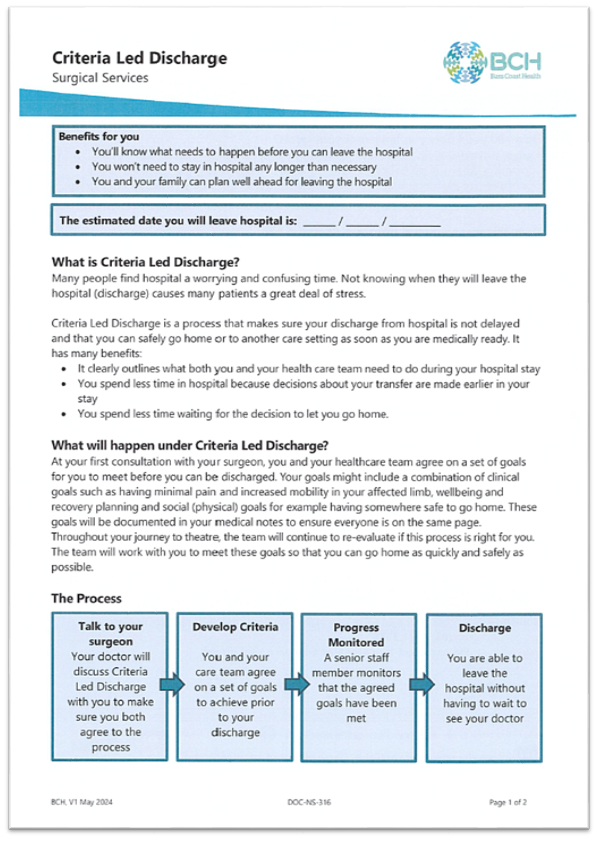 Criteria Led Discharge
Surgical Services
BCH
Bass Coast Health
Benefits for you
• You'll know what needs to happen before you can leave the hospital
• You won't need to stay in hospital any longer than necessary
• You and your family can plan well ahead for leaving the hospital
The estimated date you will leave hospital is: _____ / _____ / ________
What is Criteria Led Discharge?
Many people find hospital a worrying and confusing time. Not knowing when they will leave the
hospital (discharge) causes many patients a great deal of stress.
Criteria Led Discharge is a process that makes sure your discharge from hospital is not delayed
and that you can safely go home or to another care setting as soon as you are medically ready. It
has many benefits:
• It clearly outlines what both you and your health care team need to do during your hospital stay
• You spend less time in hospital because decisions about your transfer are made earlier in your
stay
• You spend less time waiting for the decision to let you go home.
What will happen under Criteria Led Discharge?
At your first consultation with your surgeon, you and your healthcare team agree on a set of goals
for you to meet before you can be discharged. Your goals might include a combination of clinical
goals such as having minimal pain and increased mobility in your affected limb, wellbeing and
recovery planning and social (physical) goals for example having somewhere safe to go home. These
goals will be documented in your medical notes to ensure everyone is on the same page.
Throughout your journey to theatre, the team will continue to re-evaluate if this process is right for you.
The team will work with you to meet these goals so that you can go home as quickly and safely as
possible.
The Process
Talk to your
surgeon
Your doctor will
discuss Criteria
Led Discharge
with you to make
sure you both
agree to the
process
Develop Criteria
You and your
care team agree
on a set of goals
to achieve prior
to your
discharge
Progress
Monitored
A senior staff
member monitors
that the agreed
goals have been
met
Discharge
You are able to
leave the
hospital without
having to wait to
see your doctor
BCH, V1 May 2024
DOC-NS-316
Page 1 of 2